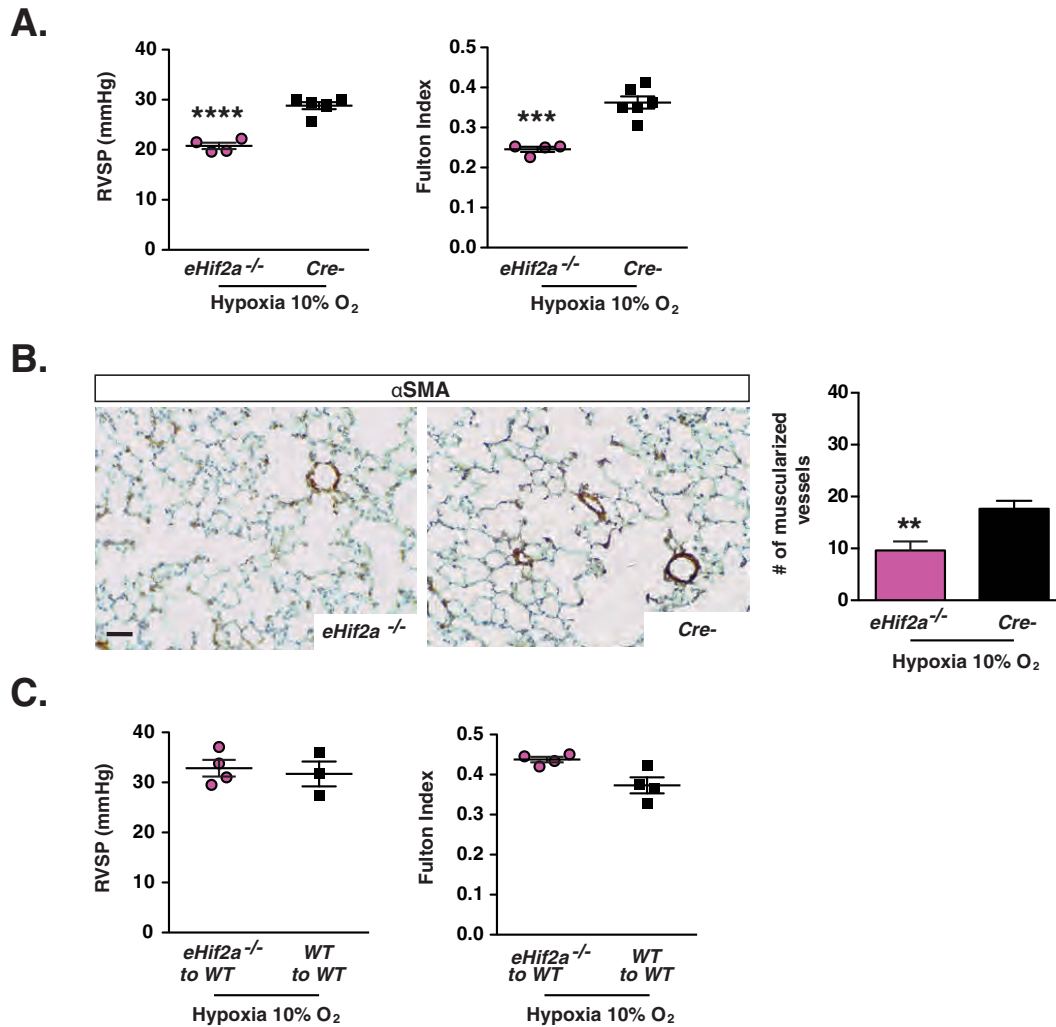 A.
RVSP (mmHg)
40
30
20
10
0
****
eHif2a -/-
Cre-
Hypoxia 10% O2
Fulton Index
0.5
0.4
0.3
0.2
0.1
0.0
***
eHif2a -/-
Cre-
Hypoxia 10% O2
B.
αSMA
eHif2a -/-
Cre-
# of muscularized
vessels
40
30
20
10
0
**
eHif2a-/-
Cre-
Hypoxia 10% O2
C.
RVSP (mmHg)
40
30
20
10
0
eHif2a-/-
to WT
WT
to WT
Hypoxia 10% O2
Fulton Index
0.5
0.4
0.3
0.2
0.1
0.0
eHif2a-/-
to WT
WT
to WT
Hypoxia 10% O2